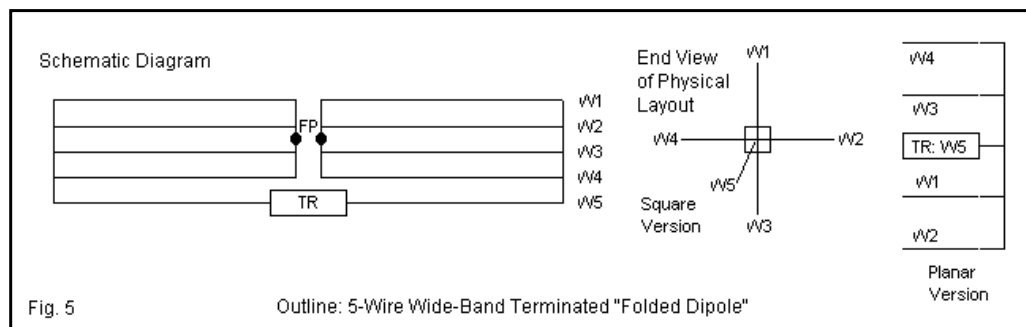 Schematic Diagram
FP
W1
W2
W3
W4
W5
TR
End View
of Physical
Layout
W1
W4
W2
W5
W3
Square
Version
W4
W3
TR: W5
W1
W2
Planar
Version
Fig. 5
Outline: 5-Wire Wide-Band Terminated "Folded Dipole"